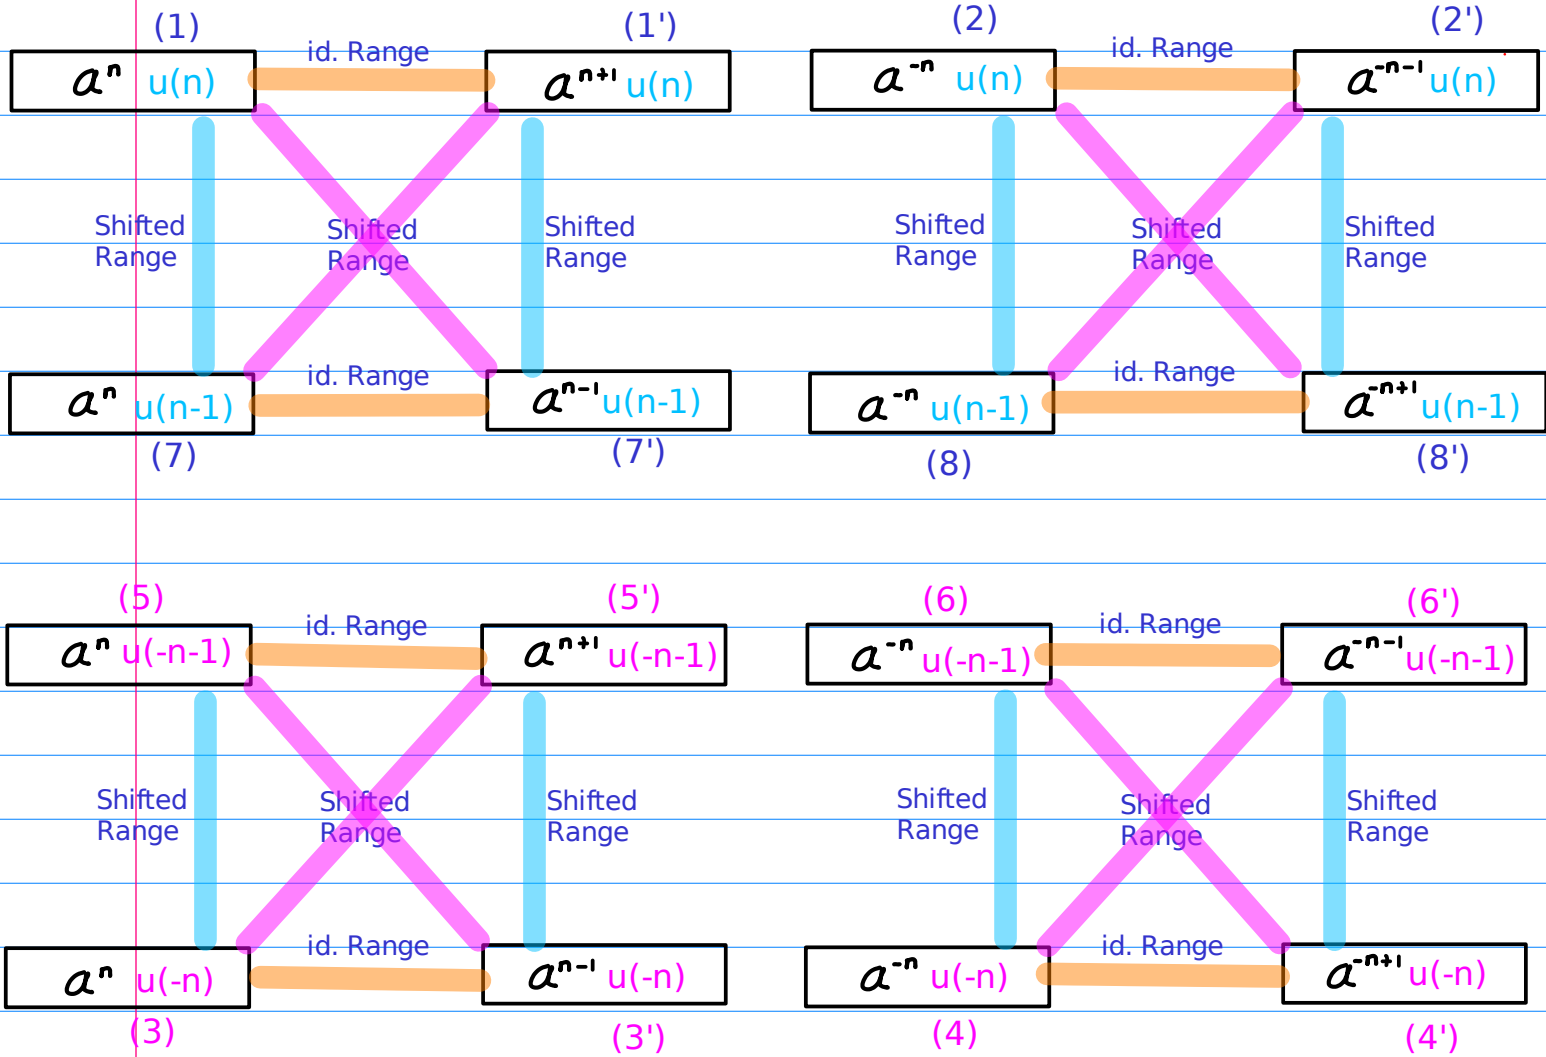 (1) (1') (2) (2')
a^n u(n) id. Range a^{n+1} u(n) a^{-n} u(n) id. Range a^{-n-1} u(n)
Shifted Shifted Shifted Shifted Shifted Shifted
Range Range Range Range Range Range
a^n u(n-1) id. Range a^{n-1} u(n-1) a^{-n} u(n-1) id. Range a^{-n+1} u(n-1)
(7) (7') (8) (8')
(5) (5') (6) (6')
a^n u(-n-1) id. Range a^{n+1} u(-n-1) a^{-n} u(-n-1) id. Range a^{-n-1} u(-n-1)
Shifted Shifted Shifted Shifted Shifted Shifted
Range Range Range Range Range Range
a^n u(-n) id. Range a^{n-1} u(-n) a^{-n} u(-n) id. Range a^{-n+1} u(-n)
(3) (3') (4) (4')